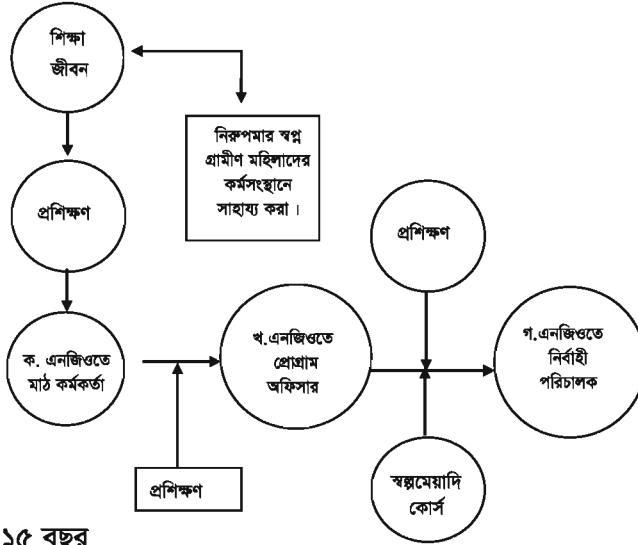 শিক্ষা
জীবন
নিরুপমার স্বপ্ন
গ্রামীণ মহিলাদের
কর্মসংস্থানে
সাহায্য করা ।
প্রশিক্ষণ
প্রশিক্ষণ
ক. এনজিওতে
মাঠ কর্মকর্তা
খ.এনজিওতে
প্রোগ্রাম
অফিসার
গ.এনজিওতে
নির্বাহী
পরিচালক
প্রশিক্ষণ
স্বল্পমেয়াদি
কোর্স
১৫ বছর